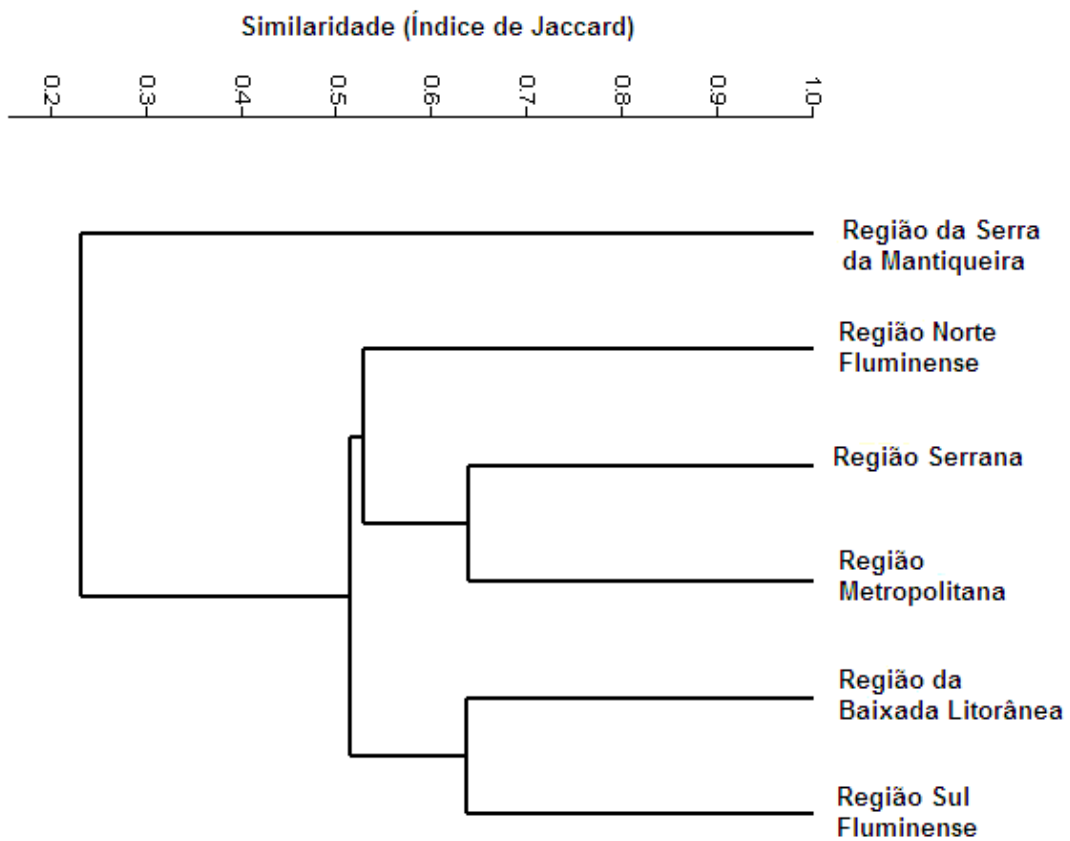 Similaridade (Índice de Jaccard)
0.2 0.3 0.4 0.5 0.6 0.7 0.8 0.9 1.0
Região da Serra
da Mantiqueira
Região Norte
Fluminense
Região Serrana
Região
Metropolitana
Região da
Baixada Litorânea
Região Sul
Fluminense